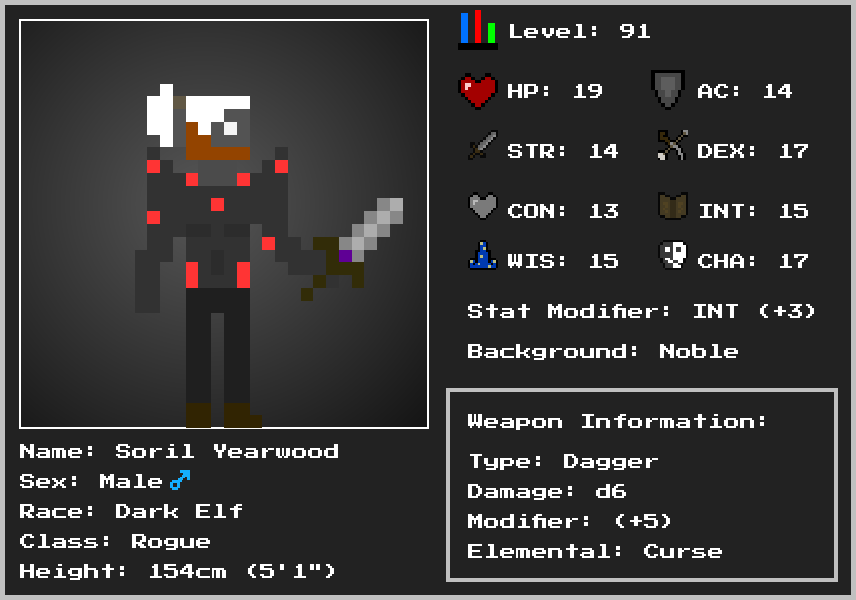 Level: 91
HP: 19 AC: 14
STR: 14 DEX: 17
CON: 13 INT: 15
WIS: 15 CHA: 17
Stat Modifier: INT (+3)
Background: Noble
Weapon Information:
Type: Dagger
Damage: d6
Modifier: (+5)
Elemental: Curse
Name: Soril Yearwood
Sex: Male♂
Race: Dark Elf
Class: Rogue
Height: 154cm (5'1")